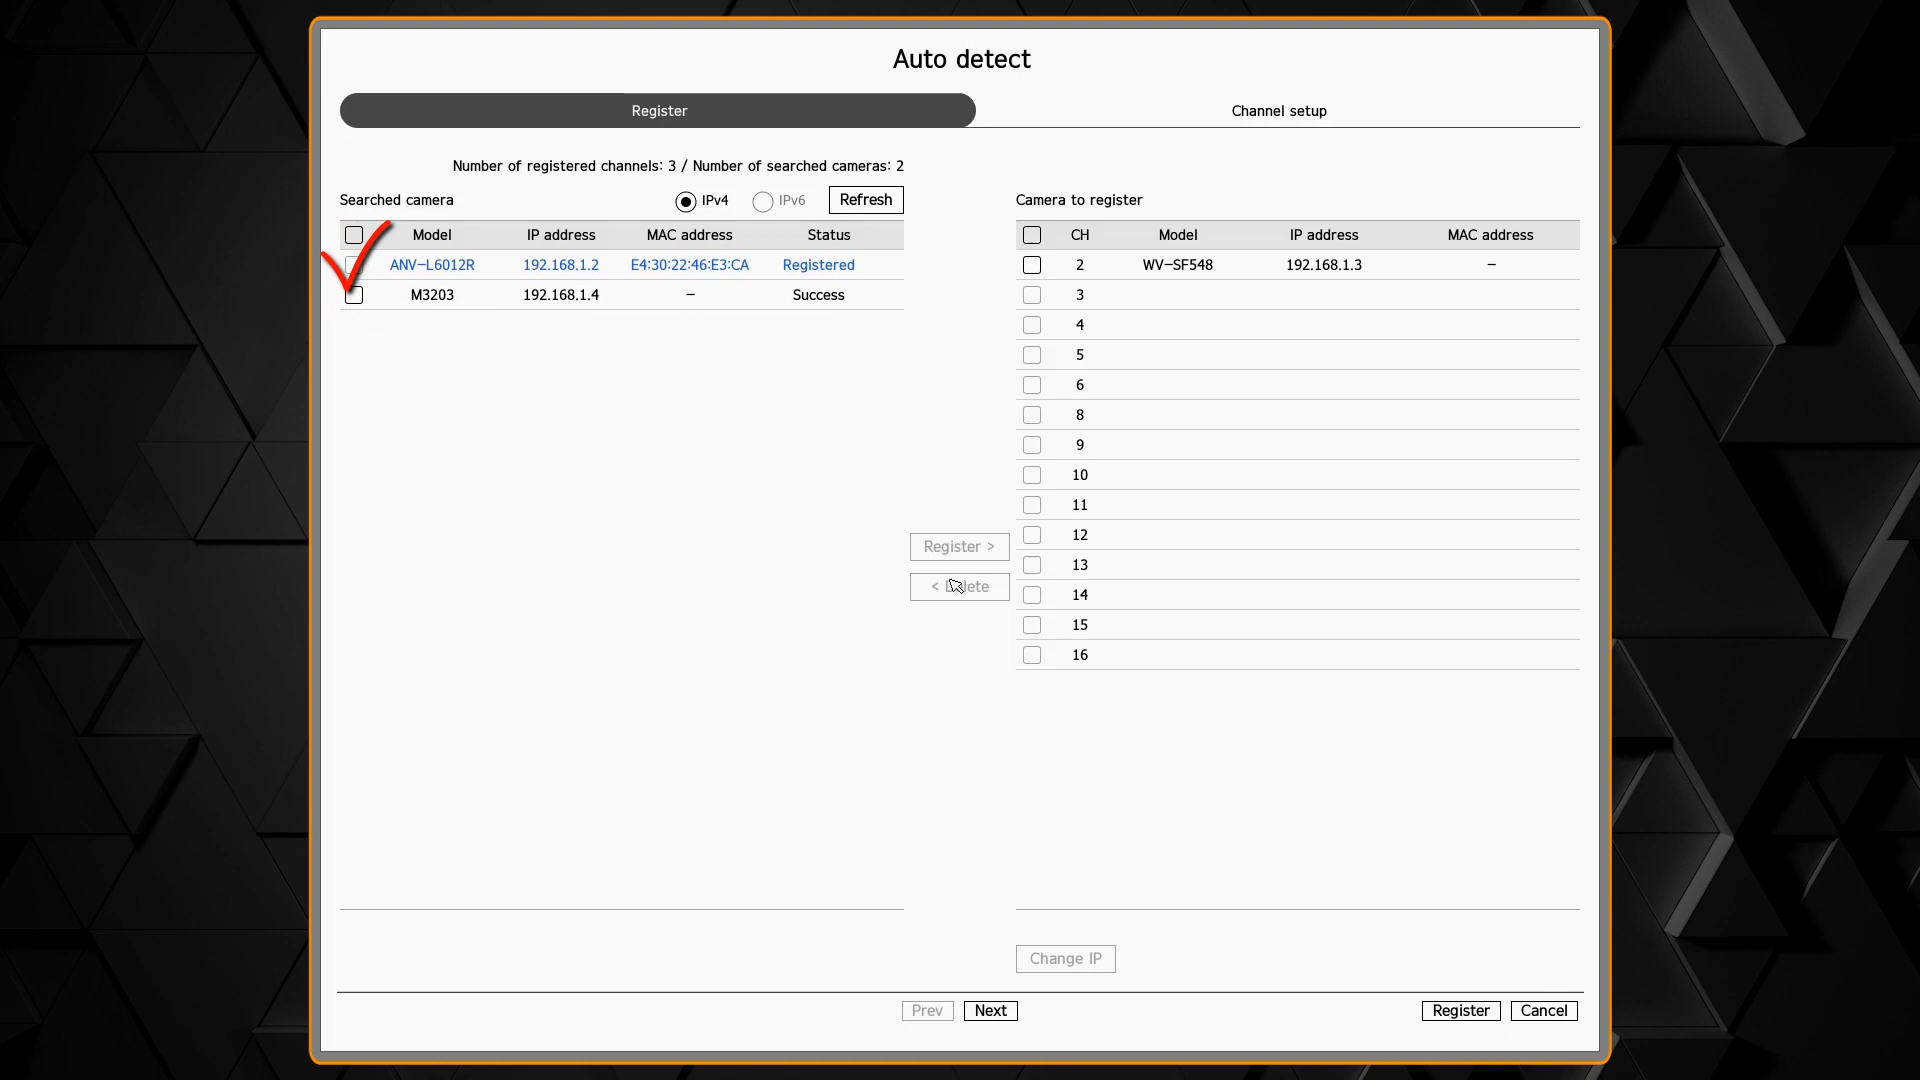 Auto detect
Register
Channel setup
Number of registered channels: 3 / Number of searched cameras: 2
Searched camera
IPv4
IPv6
Refresh
Camera to register
Model IP address MAC address Status
ANV-L6012R 192.168.1.2 E4:30:22:46:E3:CA Registered
M3203 192.168.1.4 - Success
CH Model IP address MAC address
2 WV-SF548 192.168.1.3 -
3
4
5
6
8
9
10
11
12
13
14
15
16
Register >
< Delete
Change IP
Prev
Next
Register
Cancel